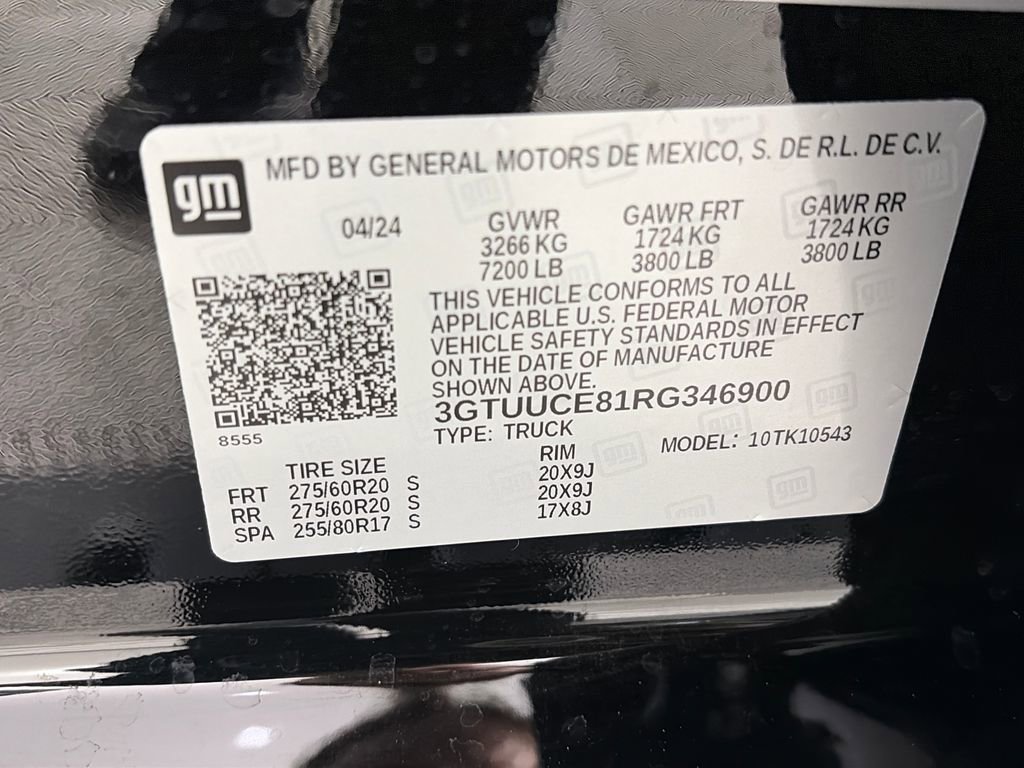 gm
MFD BY GENERAL MOTORS DE MEXICO, S. DE R.L. DE C.V.
04/24
GVWR GAWR FRT GAWR RR
3266 KG 1724 KG 1724 KG
7200 LB 3800 LB 3800 LB
THIS VEHICLE CONFORMS TO ALL
APPLICABLE U.S. FEDERAL MOTOR
VEHICLE SAFETY STANDARDS IN EFFECT
ON THE DATE OF MANUFACTURE
SHOWN ABOVE.
3GTUUCE81RG346900
8555
TYPE: TRUCK MODEL: 10TK10543
TIRE SIZE RIM
FRT 275/60R20 S 20X9J
RR 275/60R20 S 20X9J
SPA 255/80R17 S 17X8J